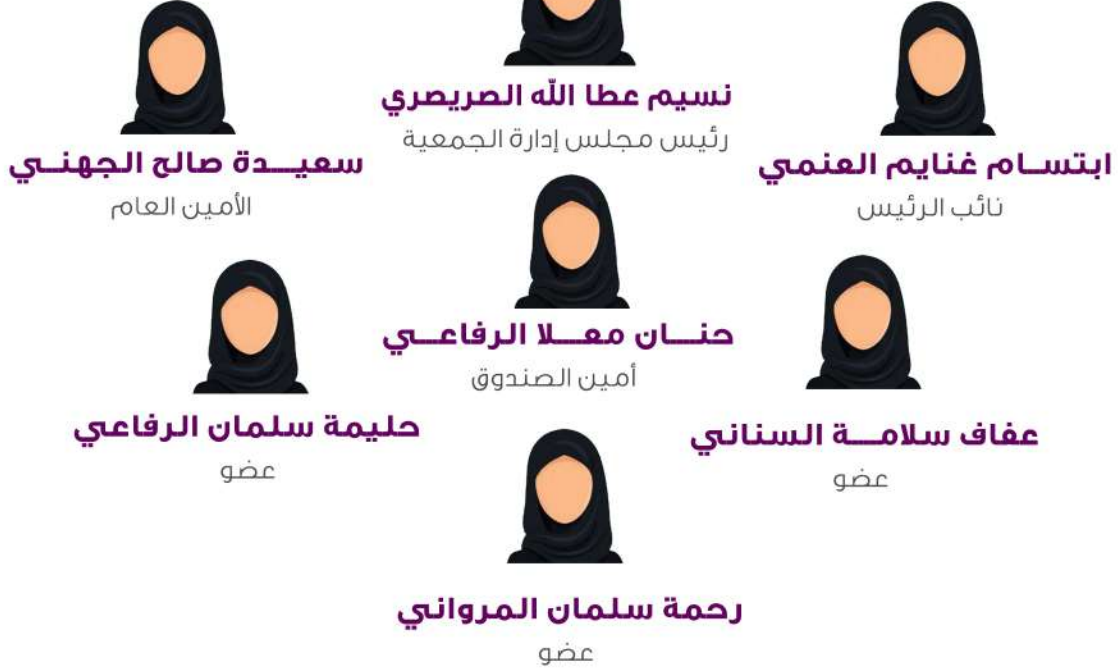 نسيم عطا الله الصريصري
رئيس مجلس إدارة الجمعية
ابتسام غنايم العنمي
نائب الرئيس
سعيدة صالح الجهني
الأمين العام
حنان معلا الرفاعي
أمين الصندوق
عفاف سلامة السناني
عضو
حليمة سلمان الرفاعي
عضو
رحمة سلمان المرواني
عضو